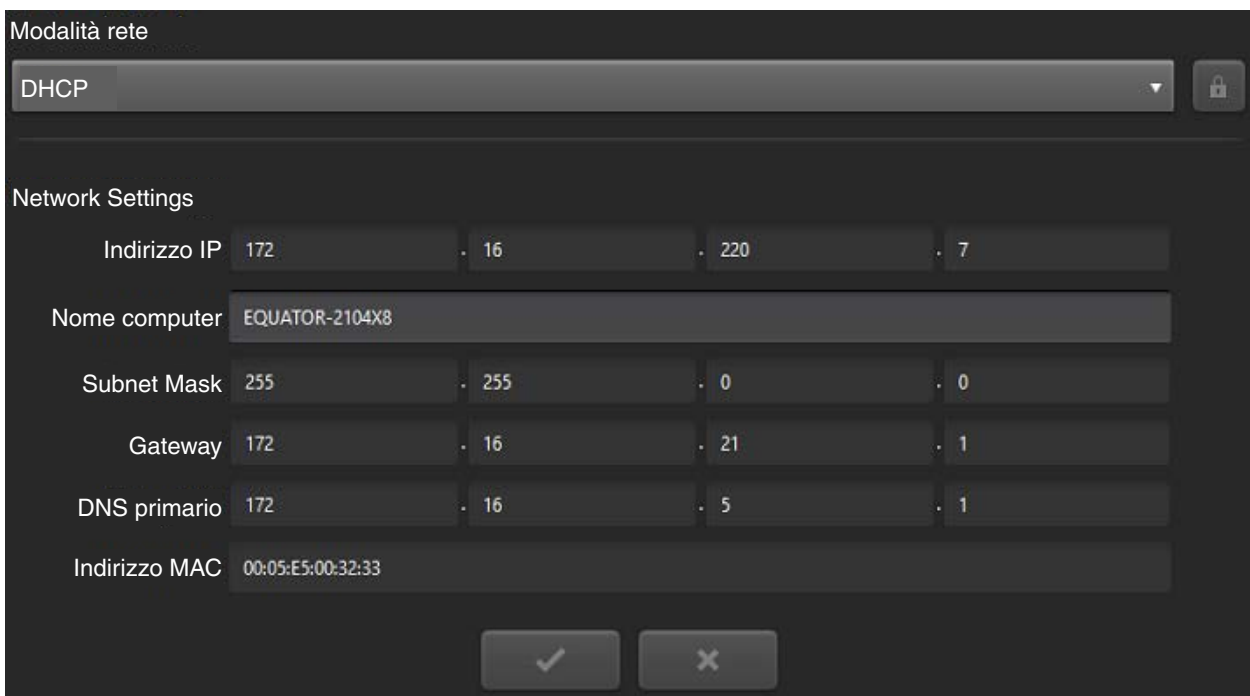 Modalità rete
DHCP
Network Settings
Indirizzo IP 172 . 16 . 220 . 7
Nome computer EQUATOR-2104X8
Subnet Mask 255 . 255 . 0 . 0
Gateway 172 . 16 . 21 . 1
DNS primario 172 . 16 . 5 . 1
Indirizzo MAC 00:05:E5:00:32:33